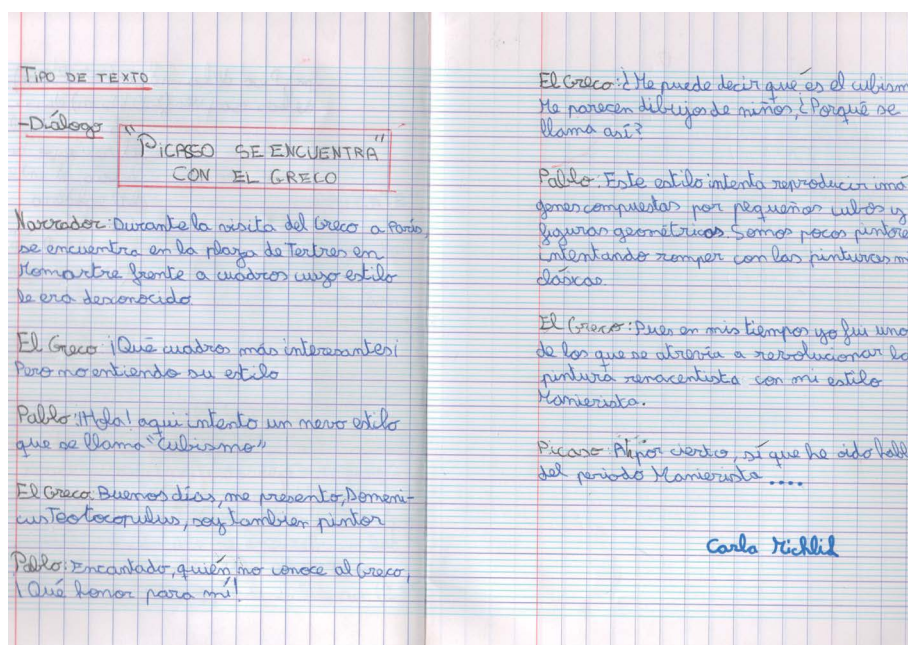 TIPO DE TEXTO
-Diálogo
"PICASSO SE ENCUENTRA"
CON EL GRECO
Narrador: Durante la visita del Greco a París,
se encuentra en la plaza de Tertres en
Momartre frente a cuadros cuyo estilo
le era desconocido
El Greco: ¡Qué cuadros más interesantes¡
Pero no entiendo su estilo
Pablo: ¡Hola! aqui intento un nuevo estilo
que se llama "Cubismo"
El Greco: Buenos días, me presento, Domeni-
cus Teotocopulus, soy tambien pintor
Pablo: Encantado, quién no conoce al Greco,
¡Qué honor para mí!
El Greco: ¿Me puede decir qué es el cubism
Me parecen dibujos de niños, ¿Porqué se
llama así?
Pablo: Este estilo intenta reproducir imá
genes compuestas por pequeños cubos y
figuras geométricas. Somos pocos pintore
intentando romper con las pinturas m
clásicas.
El Greco: Pues en mis tiempos yo fui uno
de los que se atrevía a revolucionar la
pintura renacentista con mi estilo
Manierista.
Picaso: Ah por cierto, sí que he oido habl
del periodo Manierista ....
Carla Michlih